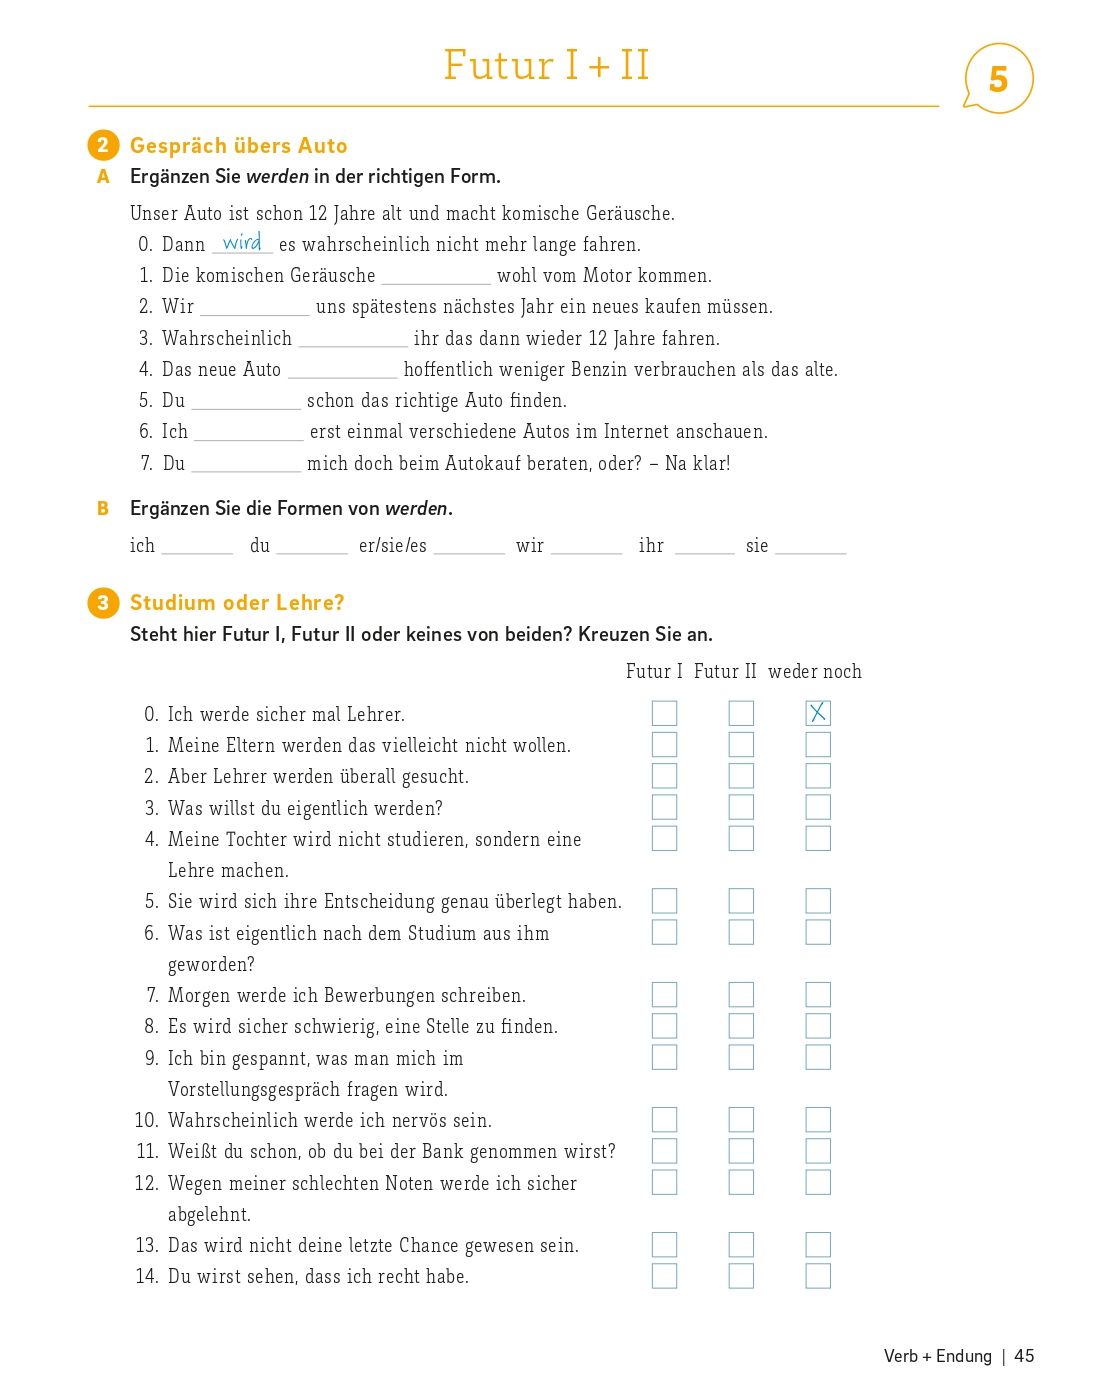 Futur I + II
5
2 Gespräch übers Auto
A Ergänzen Sie werden in der richtigen Form.
Unser Auto ist schon 12 Jahre alt und macht komische Geräusche.
0. Dann wird es wahrscheinlich nicht mehr lange fahren.
1. Die komischen Geräusche ___________ wohl vom Motor kommen.
2. Wir ___________ uns spätestens nächstes Jahr ein neues kaufen müssen.
3. Wahrscheinlich ___________ ihr das dann wieder 12 Jahre fahren.
4. Das neue Auto ___________ hoffentlich weniger Benzin verbrauchen als das alte.
5. Du ___________ schon das richtige Auto finden.
6. Ich ___________ erst einmal verschiedene Autos im Internet anschauen.
7. Du ___________ mich doch beim Autokauf beraten, oder? – Na klar!
B Ergänzen Sie die Formen von werden.
ich _______ du _______ er/sie/es _______ wir _______ ihr ______ sie _______
3 Studium oder Lehre?
Steht hier Futur I, Futur II oder keines von beiden? Kreuzen Sie an.
Futur I Futur II weder noch
0. Ich werde sicher mal Lehrer. X
1. Meine Eltern werden das vielleicht nicht wollen.
2. Aber Lehrer werden überall gesucht.
3. Was willst du eigentlich werden?
4. Meine Tochter wird nicht studieren, sondern eine
Lehre machen.
5. Sie wird sich ihre Entscheidung genau überlegt haben.
6. Was ist eigentlich nach dem Studium aus ihm
geworden?
7. Morgen werde ich Bewerbungen schreiben.
8. Es wird sicher schwierig, eine Stelle zu finden.
9. Ich bin gespannt, was man mich im
Vorstellungsgespräch fragen wird.
10. Wahrscheinlich werde ich nervös sein.
11. Weißt du schon, ob du bei der Bank genommen wirst?
12. Wegen meiner schlechten Noten werde ich sicher
abgelehnt.
13. Das wird nicht deine letzte Chance gewesen sein.
14. Du wirst sehen, dass ich recht habe.
Verb + Endung | 45